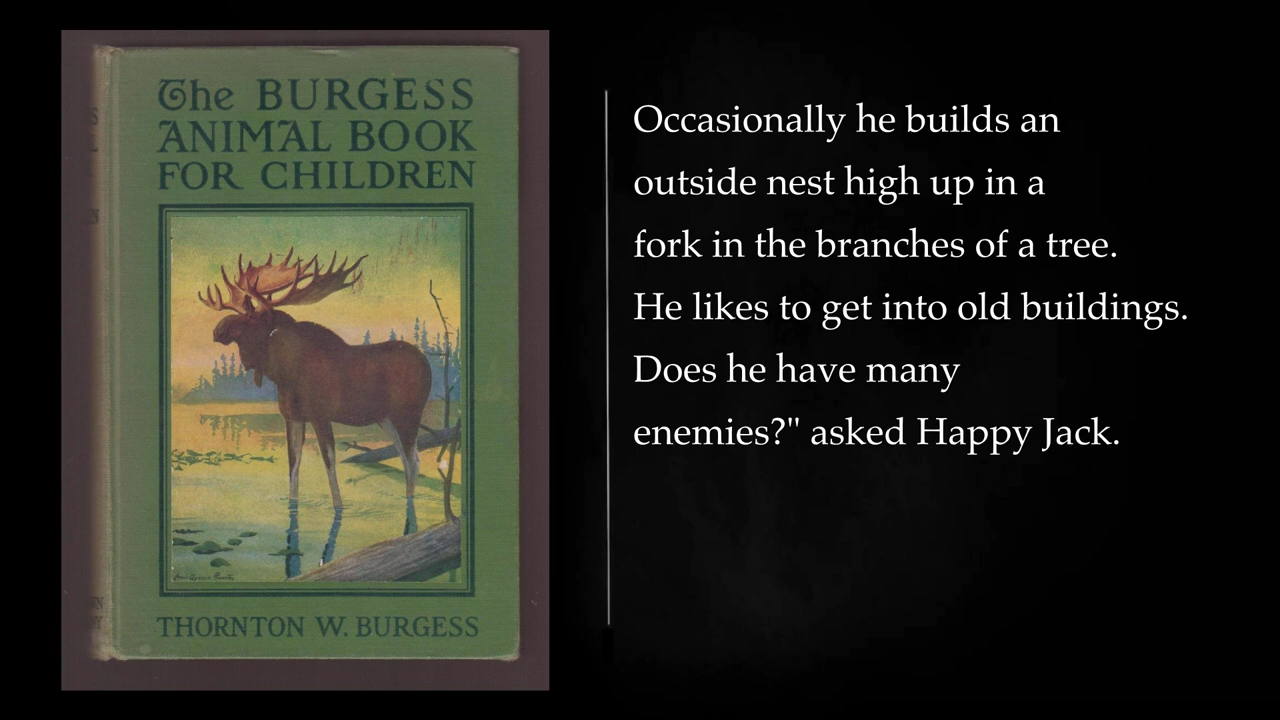 The BURGESS
ANIMAL BOOK
FOR CHILDREN
THORNTON W. BURGESS
Occasionally he builds an
outside nest high up in a
fork in the branches of a tree.
He likes to get into old buildings.
Does he have many
enemies?" asked Happy Jack.